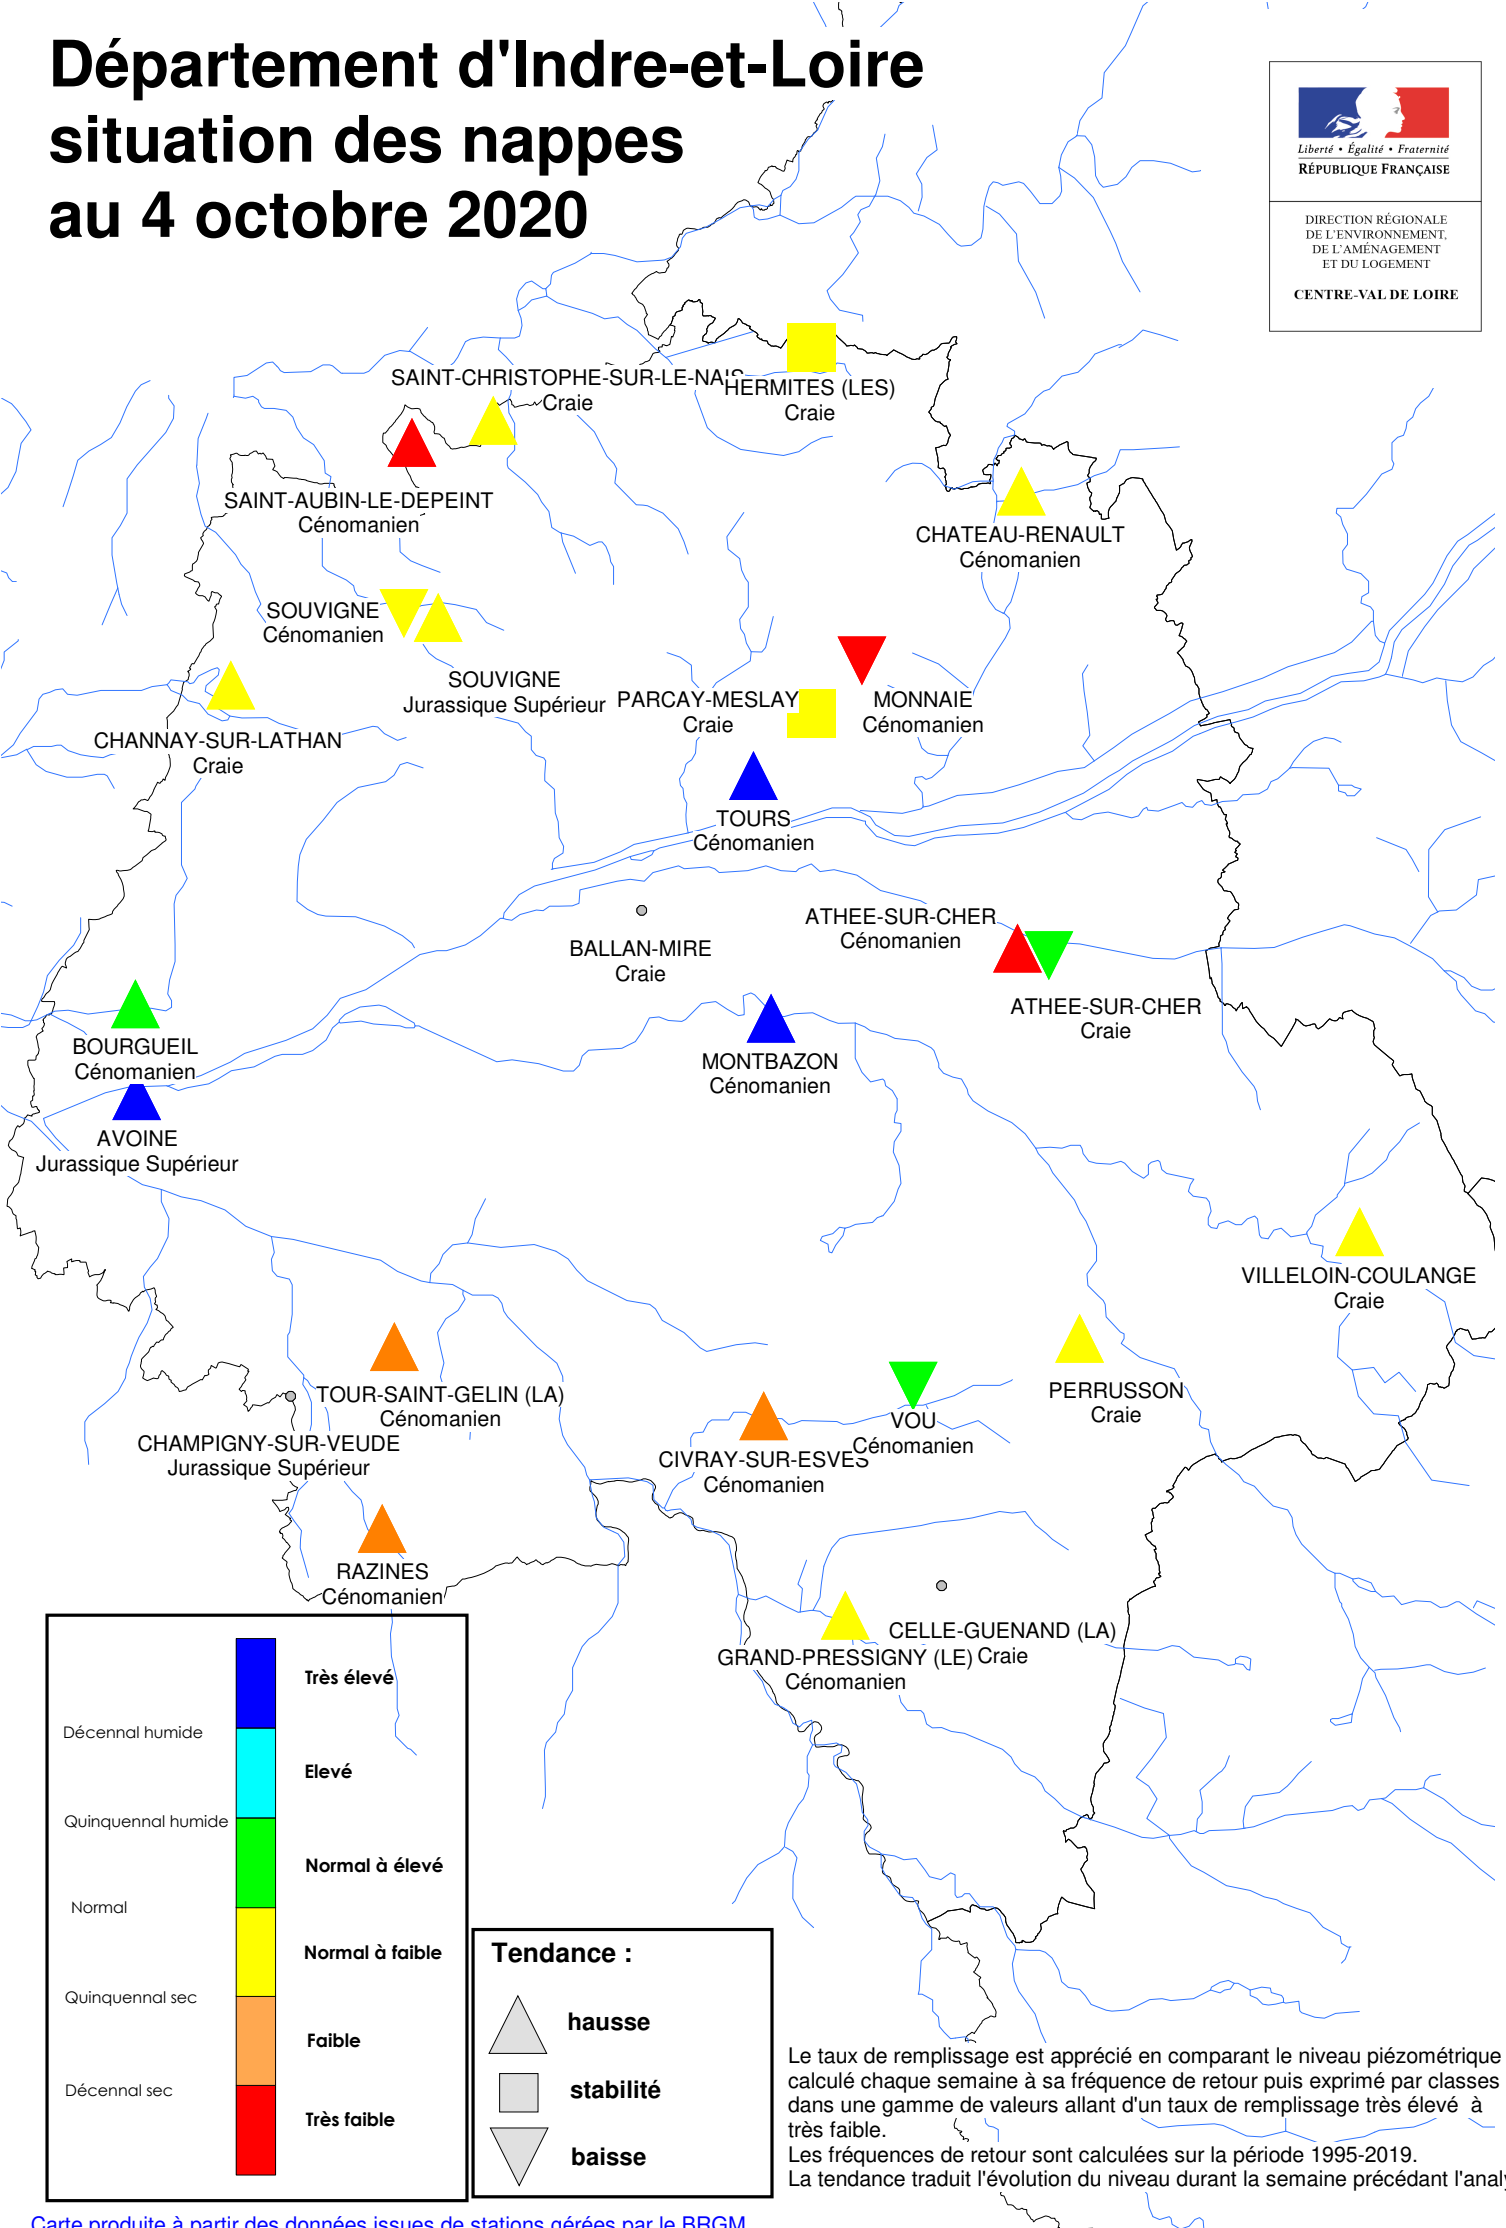 Département d'Indre-et-Loire
situation des nappes
au 4 octobre 2020
Liberté • Égalité • Fraternité
RÉPUBLIQUE FRANÇAISE
DIRECTION RÉGIONALE
DE L'ENVIRONNEMENT,
DE L'AMÉNAGEMENT
ET DU LOGEMENT
CENTRE-VAL DE LOIRE
SAINT-CHRISTOPHE-SUR-LE-NAIS
Craie
HERMITES (LES)
Craie
SAINT-AUBIN-LE-DEPEINT
Cénomanien
CHATEAU-RENAULT
Cénomanien
SOUVIGNE
Cénomanien
SOUVIGNE
Jurassique Supérieur
PARCAY-MESLAY
Craie
MONNAIE
Cénomanien
CHANNAY-SUR-LATHAN
Craie
TOURS
Cénomanien
ATHEE-SUR-CHER
Cénomanien
BALLAN-MIRE
Craie
ATHEE-SUR-CHER
Craie
BOURGUEIL
Cénomanien
MONTBAZON
Cénomanien
AVOINE
Jurassique Supérieur
VILLELOIN-COULANGE
Craie
TOUR-SAINT-GELIN (LA)
Cénomanien
PERRUSSON
Craie
VOU
Cénomanien
CHAMPIGNY-SUR-VEUDE
Jurassique Supérieur
CIVRAY-SUR-ESVES
Cénomanien
RAZINES
Cénomanien
CELLE-GUENAND (LA)
Craie
GRAND-PRESSIGNY (LE)
Cénomanien
Très élevé
Décennal humide
Elevé
Quinquennal humide
Normal à élevé
Normal
Normal à faible
Quinquennal sec
Faible
Décennal sec
Très faible
Tendance :
hausse
stabilité
baisse
Le taux de remplissage est apprécié en comparant le niveau piézométrique
calculé chaque semaine à sa fréquence de retour puis exprimé par classes
dans une gamme de valeurs allant d'un taux de remplissage très élevé à
très faible.
Les fréquences de retour sont calculées sur la période 1995-2019.
La tendance traduit l'évolution du niveau durant la semaine précédant
Carte produite à partir des données issues de stations gérées par le BRGM